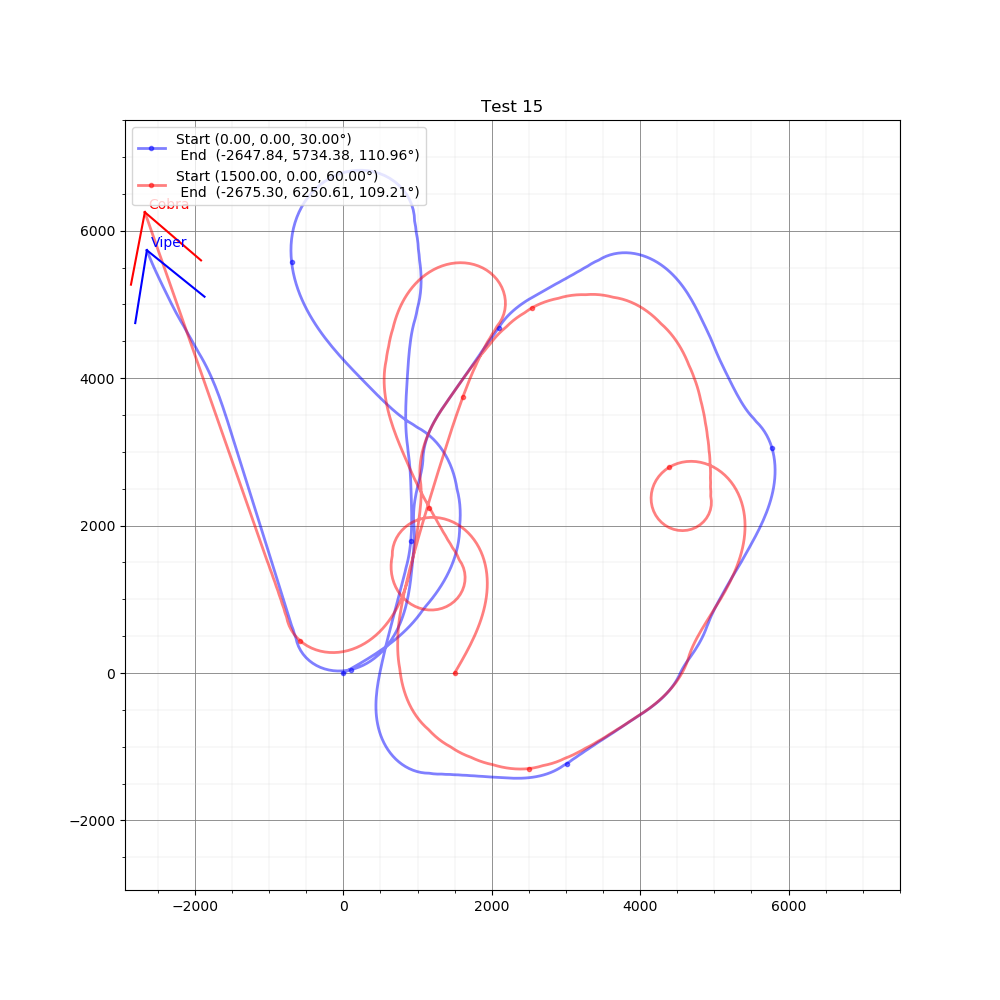 Test 15
Start (0.00, 0.00, 30.00°)
End (-2647.84, 5734.38, 110.96°)
Start (1500.00, 0.00, 60.00°)
End (-2675.30, 6250.61, 109.21°)
Cobra
Viper
6000
4000
2000
0
−2000
−2000
0
2000
4000
6000